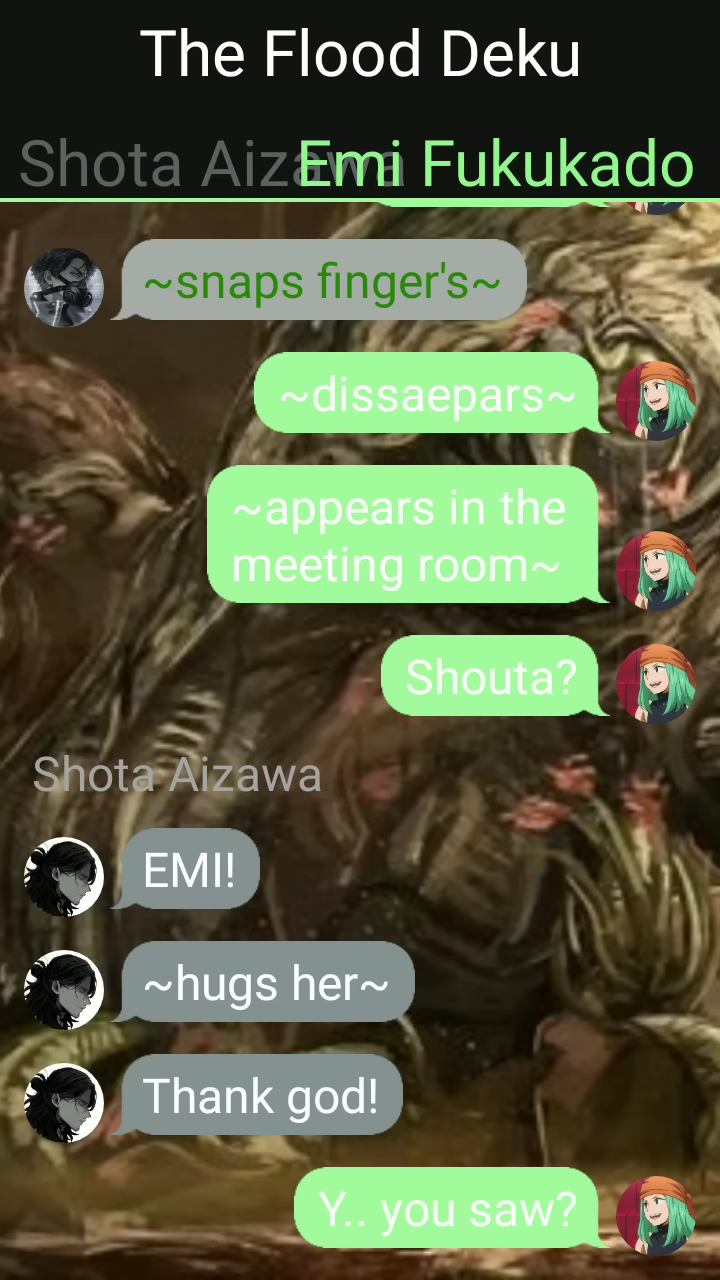 The Flood Deku
Shota Aizawa
Emi Fukukado
~snaps finger's~
~dissaepars~
~appears in the
meeting room~
Shouta?
Shota Aizawa
EMI!
~hugs her~
Thank god!
Y.. you saw?